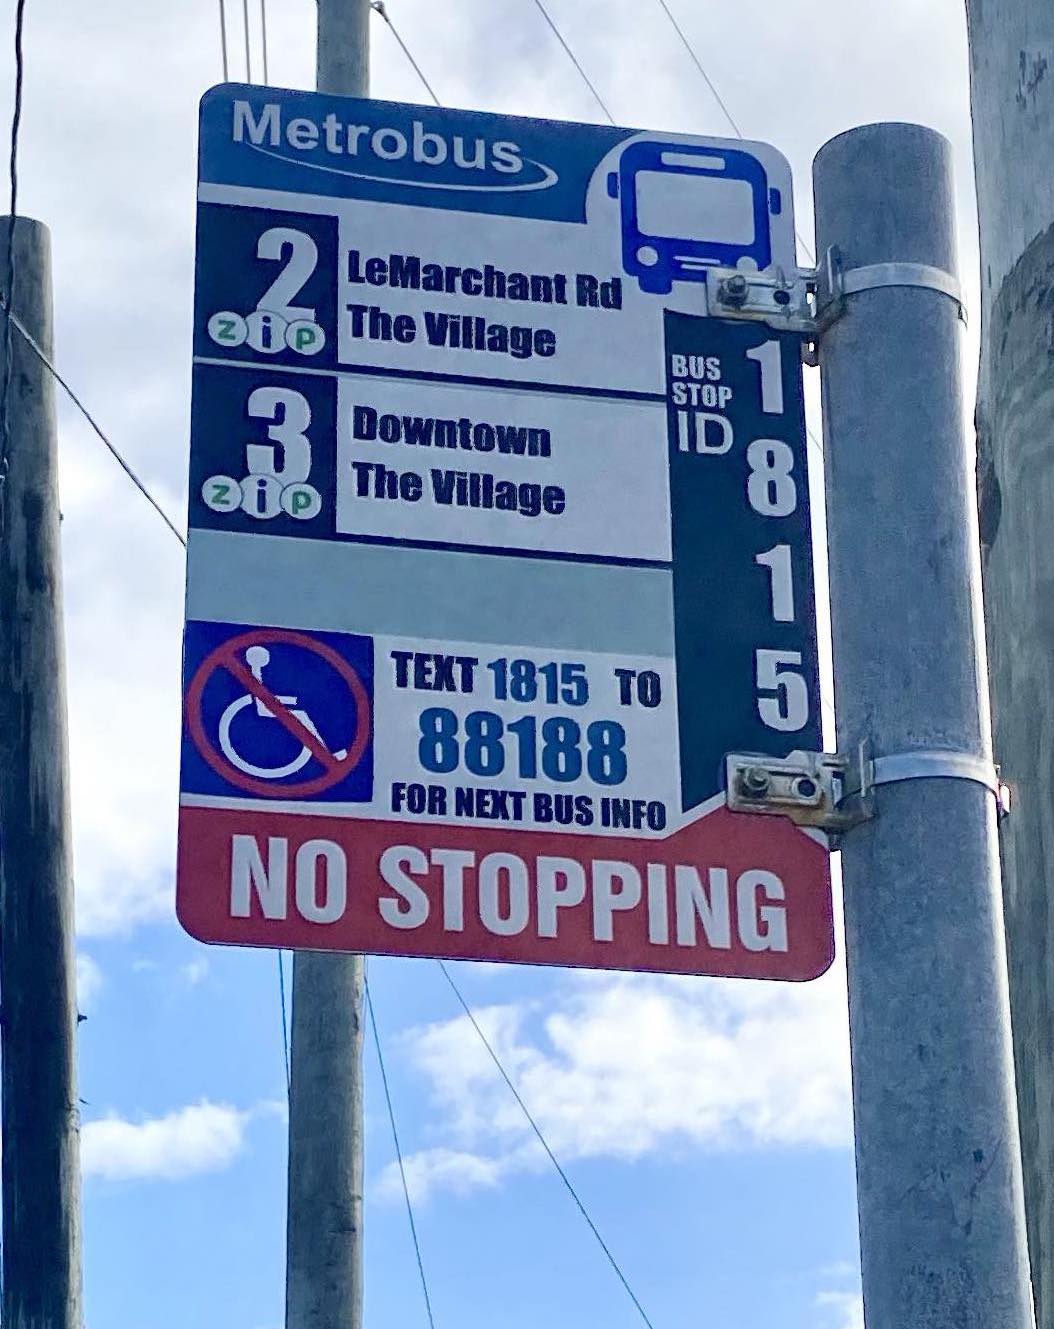 Metrobus
2
zip
LeMarchant Rd
The Village
3
zip
Downtown
The Village
BUS
STOP
ID
1
8
1
5
TEXT 1815 TO
88188
FOR NEXT BUS INFO
NO STOPPING